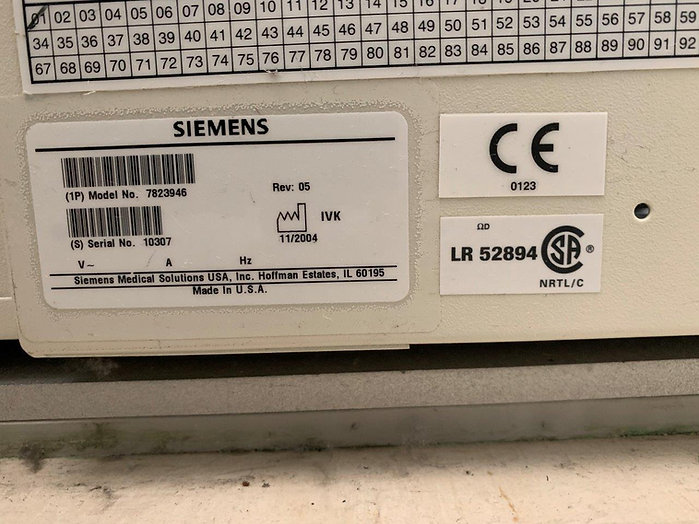 01 02 03 04 05 06 07 08 09 10 11 12 13 14 15 16
34 35 36 37 38 39 40 41 42 43 44 45 46 47 48 49 50 51 52 53 54 55 56 57 58 59
67 68 69 70 71 72 73 74 75 76 77 78 79 80 81 82 83 84 85 86 87 88 89 90 91 92
SIEMENS
(1P) Model No. 7823946
Rev: 05
(S) Serial No. 10307
IVK
11/2004
V~ A Hz
Siemens Medical Solutions USA, Inc. Hoffman Estates, IL 60195
Made In U.S.A.
CE
0123
ΩD
LR 52894 SA ®
NRTL/C